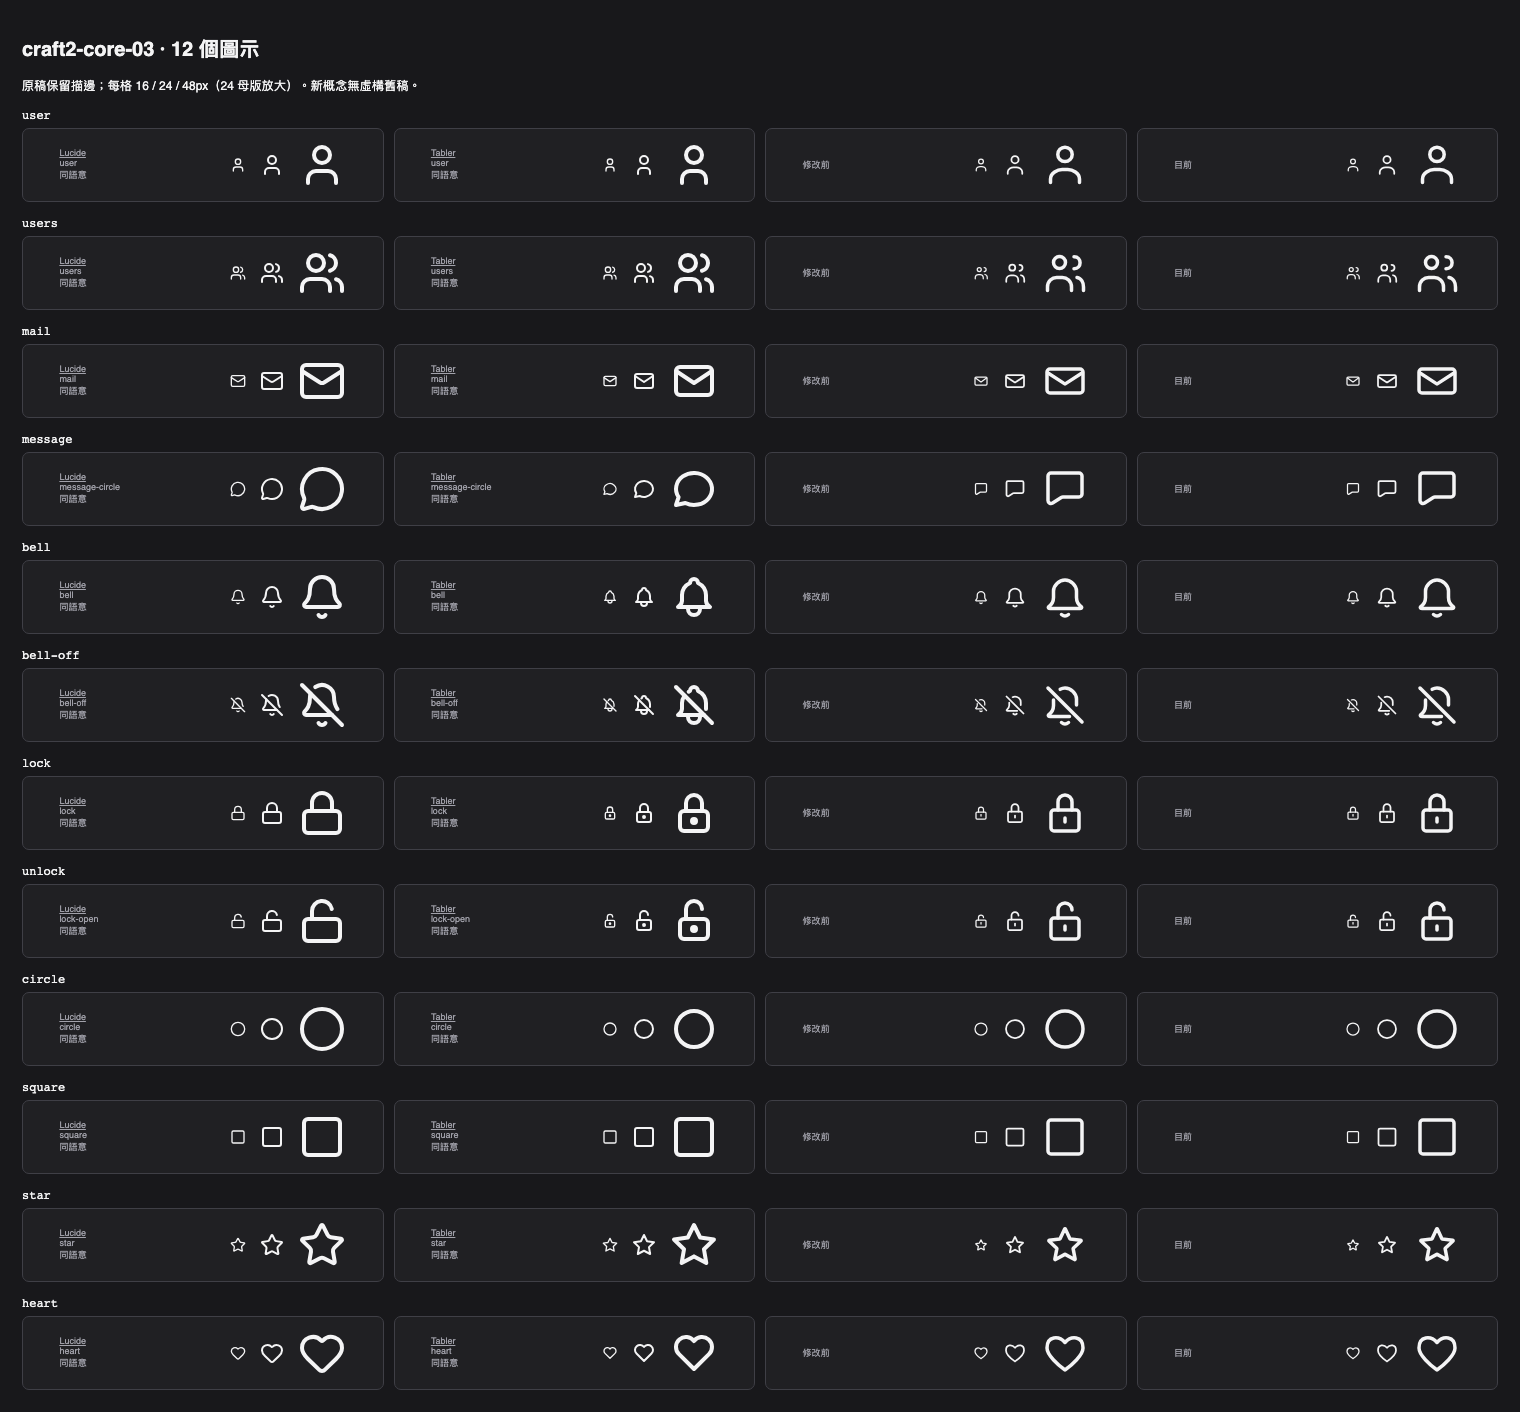 craft2-core-03 · 12 個圖示
原稿保留描邊；每格 16 / 24 / 48px（24 母版放大）。新概念無虛構舊稿。
user
Lucide
user
同語意
Tabler
user
同語意
修改前
目前
users
Lucide
users
同語意
Tabler
users
同語意
修改前
目前
mail
Lucide
mail
同語意
Tabler
mail
同語意
修改前
目前
message
Lucide
message-circle
同語意
Tabler
message-circle
同語意
修改前
目前
bell
Lucide
bell
同語意
Tabler
bell
同語意
修改前
目前
bell-off
Lucide
bell-off
同語意
Tabler
bell-off
同語意
修改前
目前
lock
Lucide
lock
同語意
Tabler
lock
同語意
修改前
目前
unlock
Lucide
lock-open
同語意
Tabler
lock-open
同語意
修改前
目前
circle
Lucide
circle
同語意
Tabler
circle
同語意
修改前
目前
square
Lucide
square
同語意
Tabler
square
同語意
修改前
目前
star
Lucide
star
同語意
Tabler
star
同語意
修改前
目前
heart
Lucide
heart
同語意
Tabler
heart
同語意
修改前
目前